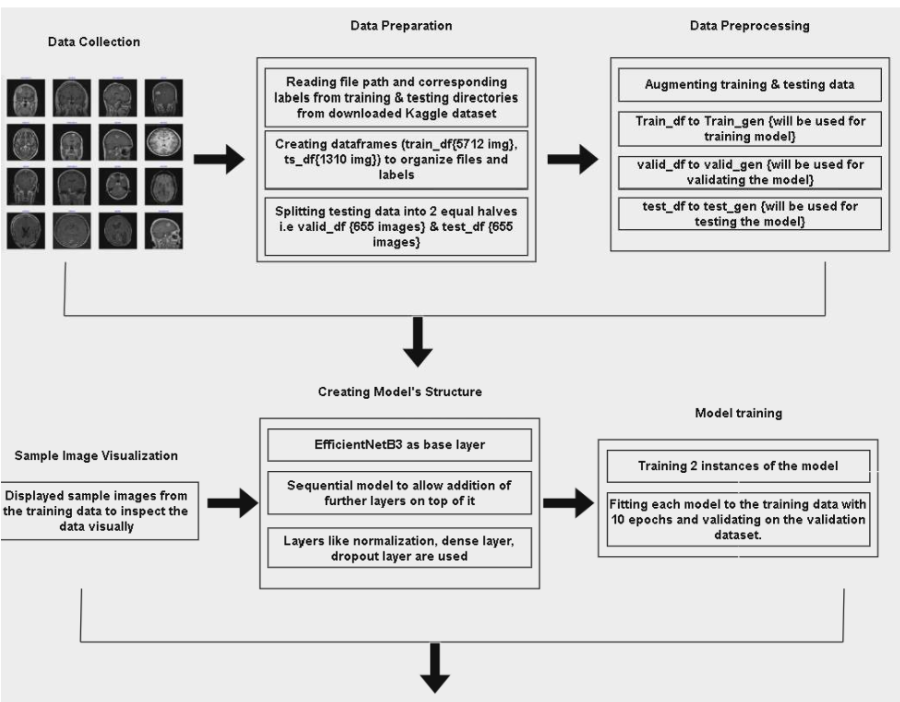 Data Collection
Data Preparation
Reading file path and corresponding
labels from training & testing directories
from downloaded Kaggle dataset
Creating dataframes (train_df{5712 img},
ts_df{1310 img}) to organize files and
labels
Splitting testing data into 2 equal halves
i.e valid_df {655 images} & test_df {655
images}
Data Preprocessing
Augmenting training & testing data
Train_df to Train_gen {will be used for
training model}
valid_df to valid_gen {will be used for
validating the model}
test_df to test_gen {will be used for
testing the model}
Sample Image Visualization
Displayed sample images from
the training data to inspect the
data visually
Creating Model's Structure
EfficientNetB3 as base layer
Sequential model to allow addition of
further layers on top of it
Layers like normalization, dense layer,
dropout layer are used
Model training
Training 2 instances of the model
Fitting each model to the training data with
10 epochs and validating on the validation
dataset.